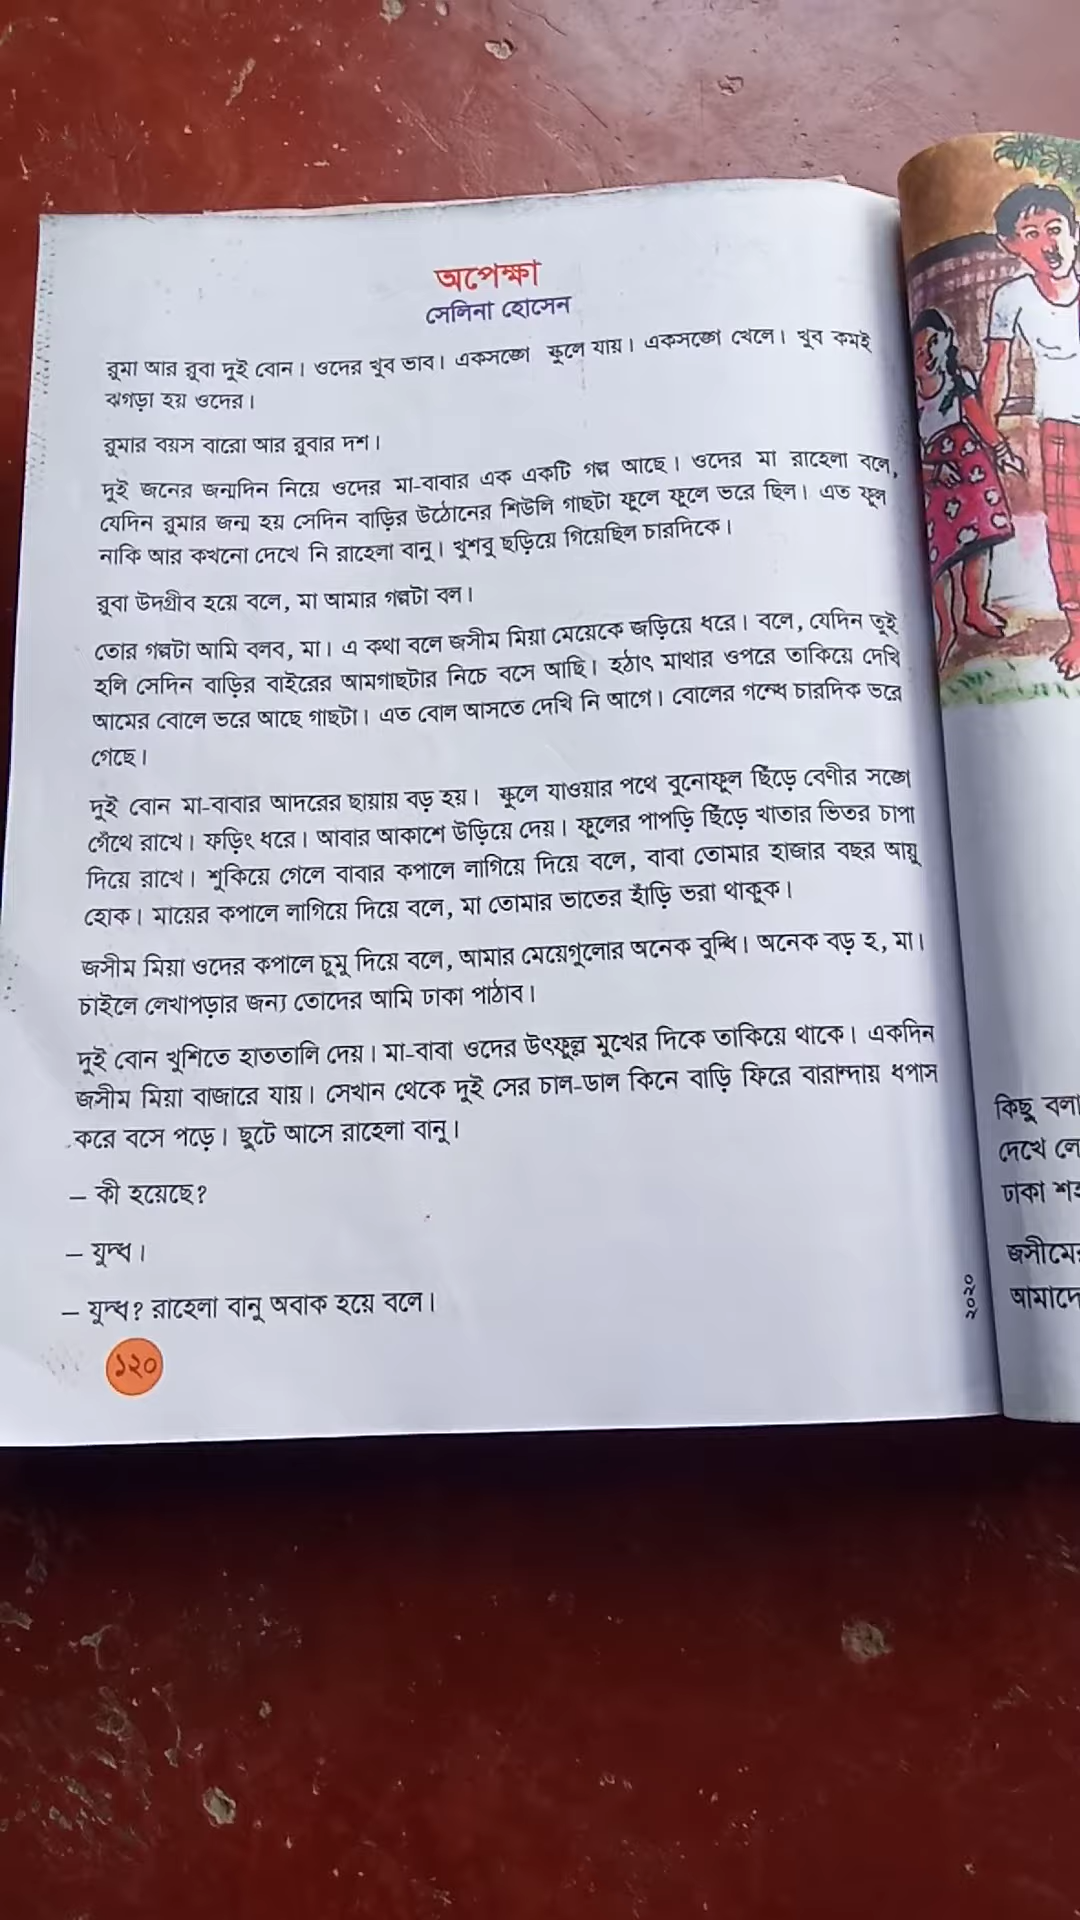 অপেক্ষা
সেলিনা হোসেন
রুমা আর রুবা দুই বোন। ওদের খুব ভাব। একসঙ্গে স্কুলে যায়। একসঙ্গে খেলে। খুব কমই
ঝগড়া হয় ওদের।
রুমার বয়স বারো আর রুবার দশ।
দুই জনের জন্মদিন নিয়ে ওদের মা-বাবার এক একটি গল্প আছে। ওদের মা রাহেলা বলে,
যেদিন রুমার জন্ম হয় সেদিন বাড়ির উঠোনের শিউলি গাছটা ফুলে ফুলে ভরে ছিল। এত ফুল
নাকি আর কখনো দেখে নি রাহেলা বানু। খুশবু ছড়িয়ে গিয়েছিল চারদিকে।
রুবা উদগ্রীব হয়ে বলে, মা আমার গল্পটা বল।
তোর গল্পটা আমি বলব, মা। এ কথা বলে জসীম মিয়া মেয়েকে জড়িয়ে ধরে। বলে, যেদিন তুই
হলি সেদিন বাড়ির বাইরের আমগাছটার নিচে বসে আছি। হঠাৎ মাথার ওপরে তাকিয়ে দেখি
আমের বোলে ভরে আছে গাছটা। এত বোল আসতে দেখি নি আগে। বোলের গন্ধে চারদিক ভরে
গেছে।
দুই বোন মা-বাবার আদরের ছায়ায় বড় হয়। স্কুলে যাওয়ার পথে বুনোফুল ছিঁড়ে বেণীর সঙ্গে
গেঁথে রাখে। ফড়িং ধরে। আবার আকাশে উড়িয়ে দেয়। ফুলের পাপড়ি ছিঁড়ে খাতার ভিতর চাপা
দিয়ে রাখে। শুকিয়ে গেলে বাবার কপালে লাগিয়ে দিয়ে বলে, বাবা তোমার হাজার বছর আয়ু
হোক। মায়ের কপালে লাগিয়ে দিয়ে বলে, মা তোমার ভাতের হাঁড়ি ভরা থাকুক।
জসীম মিয়া ওদের কপালে চুমু দিয়ে বলে, আমার মেয়েগুলোর অনেক বুদ্ধি। অনেক বড় হ, মা।
চাইলে লেখাপড়ার জন্য তোদের আমি ঢাকা পাঠাব।
দুই বোন খুশিতে হাততালি দেয়। মা-বাবা ওদের উৎফুল্ল মুখের দিকে তাকিয়ে থাকে। একদিন
জসীম মিয়া বাজারে যায়। সেখান থেকে দুই সের চাল-ডাল কিনে বাড়ি ফিরে বারান্দায় ধপাস
করে বসে পড়ে। ছুটে আসে রাহেলা বানু।
– কী হয়েছে?
– যুদ্ধ।
– যুদ্ধ? রাহেলা বানু অবাক হয়ে বলে।
১২০
২০২০
কিছু বলা
দেখে
ঢাকা